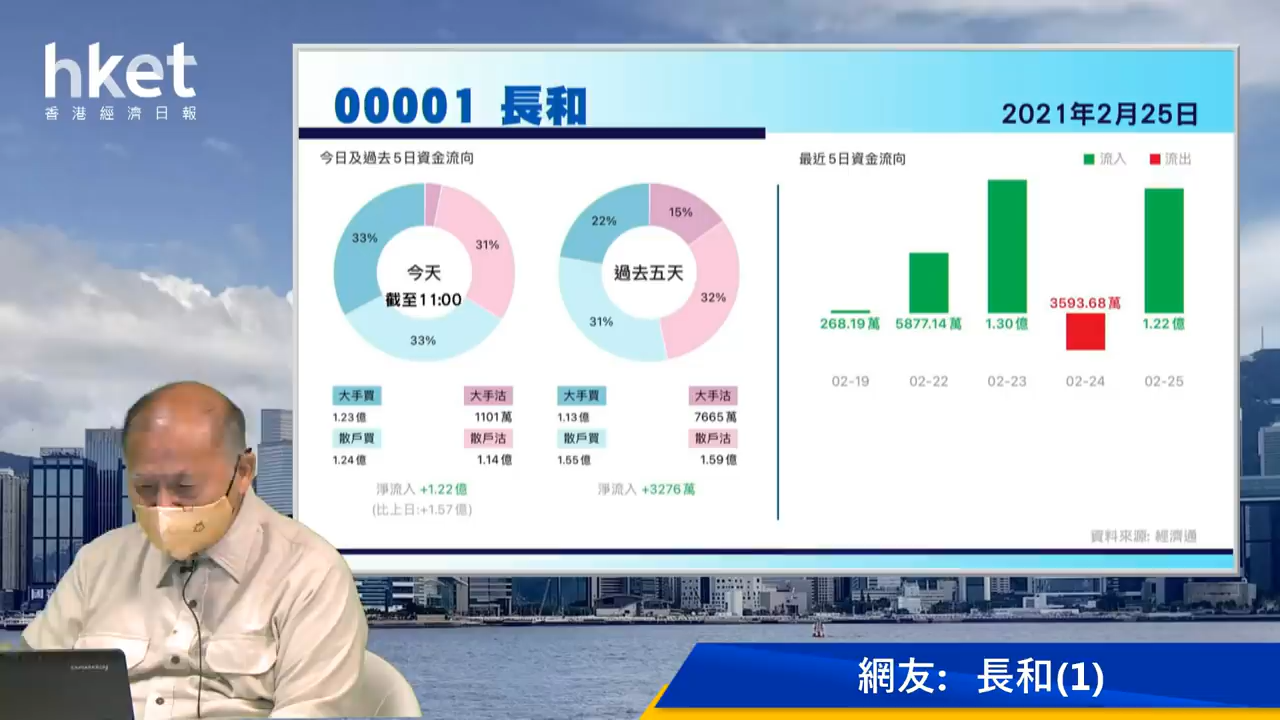 hket
香港經濟日報
00001 長和
2021年2月25日
今日及過去5日資金流向
33%
31%
33%
今天
截至11:00
22%
15%
32%
31%
過去五天
大手買
大手沽
1.23億
1101萬
散戶買
散戶沽
1.24億
1.14億
淨流入 +1.22億
(比上日:+1.57億)
大手買
大手沽
1.13億
7665萬
散戶買
散戶沽
1.55億
1.59億
淨流入 +3276萬
最近5日資金流向
流入
流出
268.19萬
5877.14萬
1.30億
3593.68萬
1.22億
02-19
02-22
02-23
02-24
02-25
資料來源: 經濟通
網友: 長和(1)